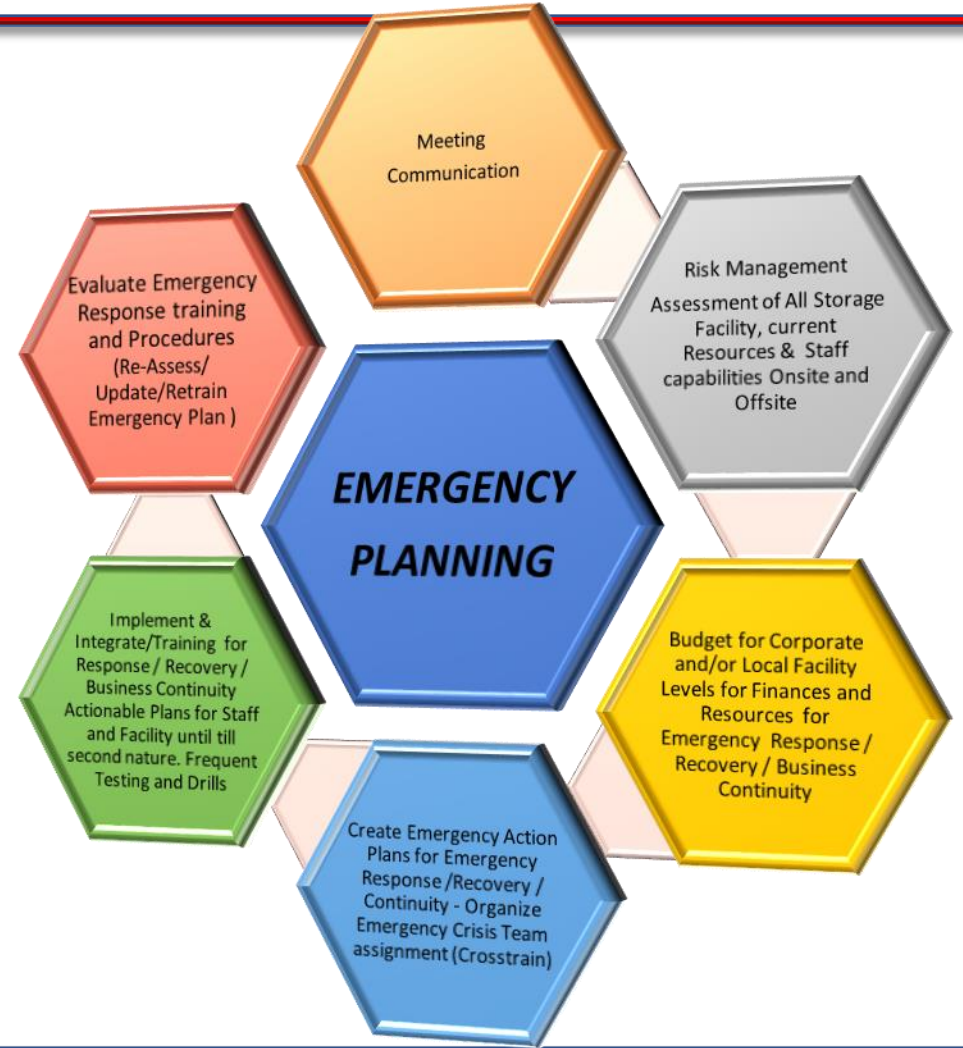 Meeting
Communication
Risk Management
Assessment of All Storage
Facility, current
Resources & Staff
capabilities Onsite and
Offsite
Budget for Corporate
and/or Local Facility
Levels for Finances and
Resources for
Emergency Response /
Recovery / Business
Continuity
Create Emergency Action
Plans for Emergency
Response /Recovery /
Continuity - Organize
Emergency Crisis Team
assignment (Crosstrain)
Implement &
Integrate/Training for
Response / Recovery /
Business Continuity
Actionable Plans for Staff
and Facility until till
second nature. Frequent
Testing and Drills
Evaluate Emergency
Response training
and Procedures
(Re-Assess/
Update/Retrain
Emergency Plan )
EMERGENCY
PLANNING